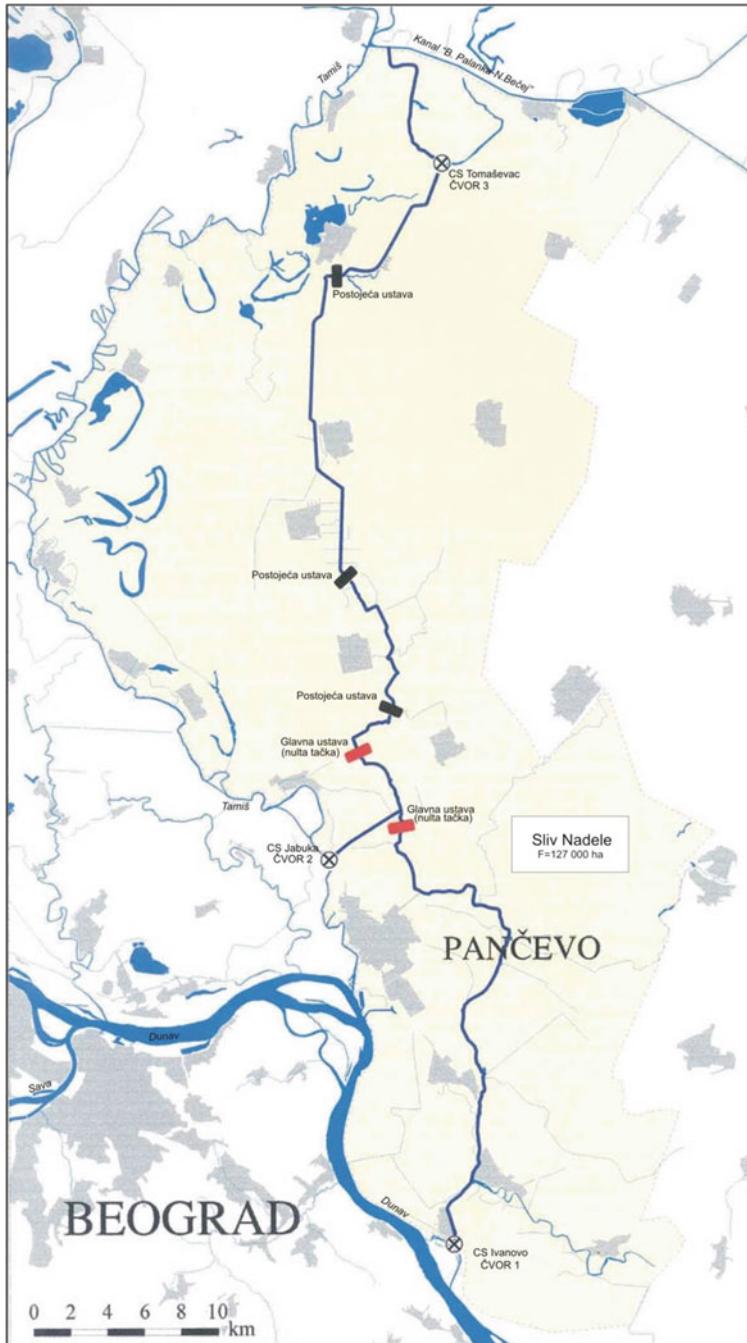 Kanal "B. Palanka-N.Bečej"
Tamiš
CS Tomaševac
ČVOR 3
Postojeća ustava
Postojeća ustava
Postojeća ustava
Glavna ustava
(nulta tačka)
Tamiš
Glavna ustava
(nulta tačka)
CS Jabuka
ČVOR 2
Sliv Nadele
F=127 000 ha
PANČEVO
Dunav
Sava
BEOGRAD
Dunav
CS Ivanovo
ČVOR 1
0 2 4 6 8 10
km